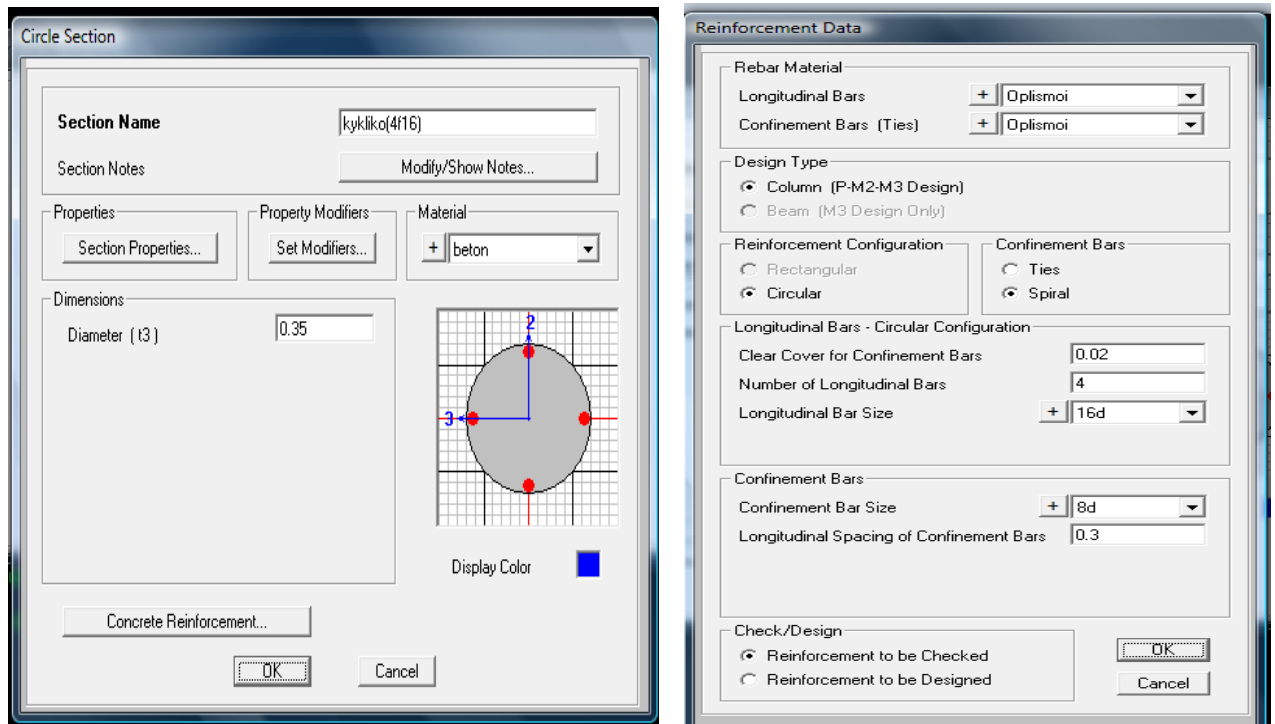 Circle Section
Section Name kykliko(4f16)
Section Notes Modify/Show Notes...
Properties Property Modifiers Material
Section Properties... Set Modifiers... + beton
Dimensions
Diameter ( t3 ) 0.35
2
3
Display Color
Concrete Reinforcement...
OK Cancel
Reinforcement Data
Rebar Material
Longitudinal Bars + Oplismoi
Confinement Bars (Ties) + Oplismoi
Design Type
Column (P-M2-M3 Design)
Beam (M3 Design Only)
Reinforcement Configuration Confinement Bars
Rectangular Ties
Circular Spiral
Longitudinal Bars - Circular Configuration
Clear Cover for Confinement Bars 0.02
Number of Longitudinal Bars 4
Longitudinal Bar Size + 16d
Confinement Bars
Confinement Bar Size + 8d
Longitudinal Spacing of Confinement Bars 0.3
Check/Design
Reinforcement to be Checked OK
Reinforcement to be Designed Cancel